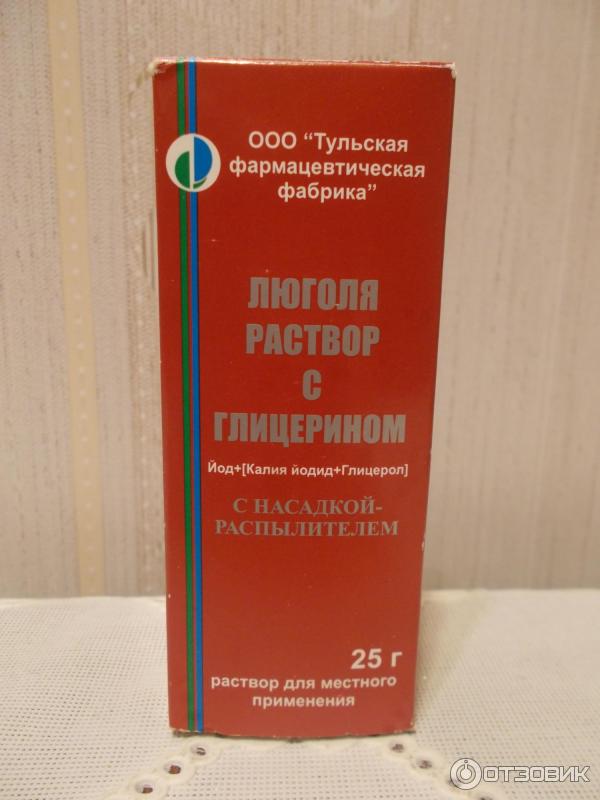 ООО “Тульская
фармацевтическая
фабрика”
ЛЮГОЛЯ
РАСТВОР
С
ГЛИЦЕРИНОМ
Йод+[Калия йодид+Глицерол]
С НАСАДКОЙ-
РАСПЫЛИТЕЛЕМ
25 г
раствор для местного
применения
ОТЗОВИК